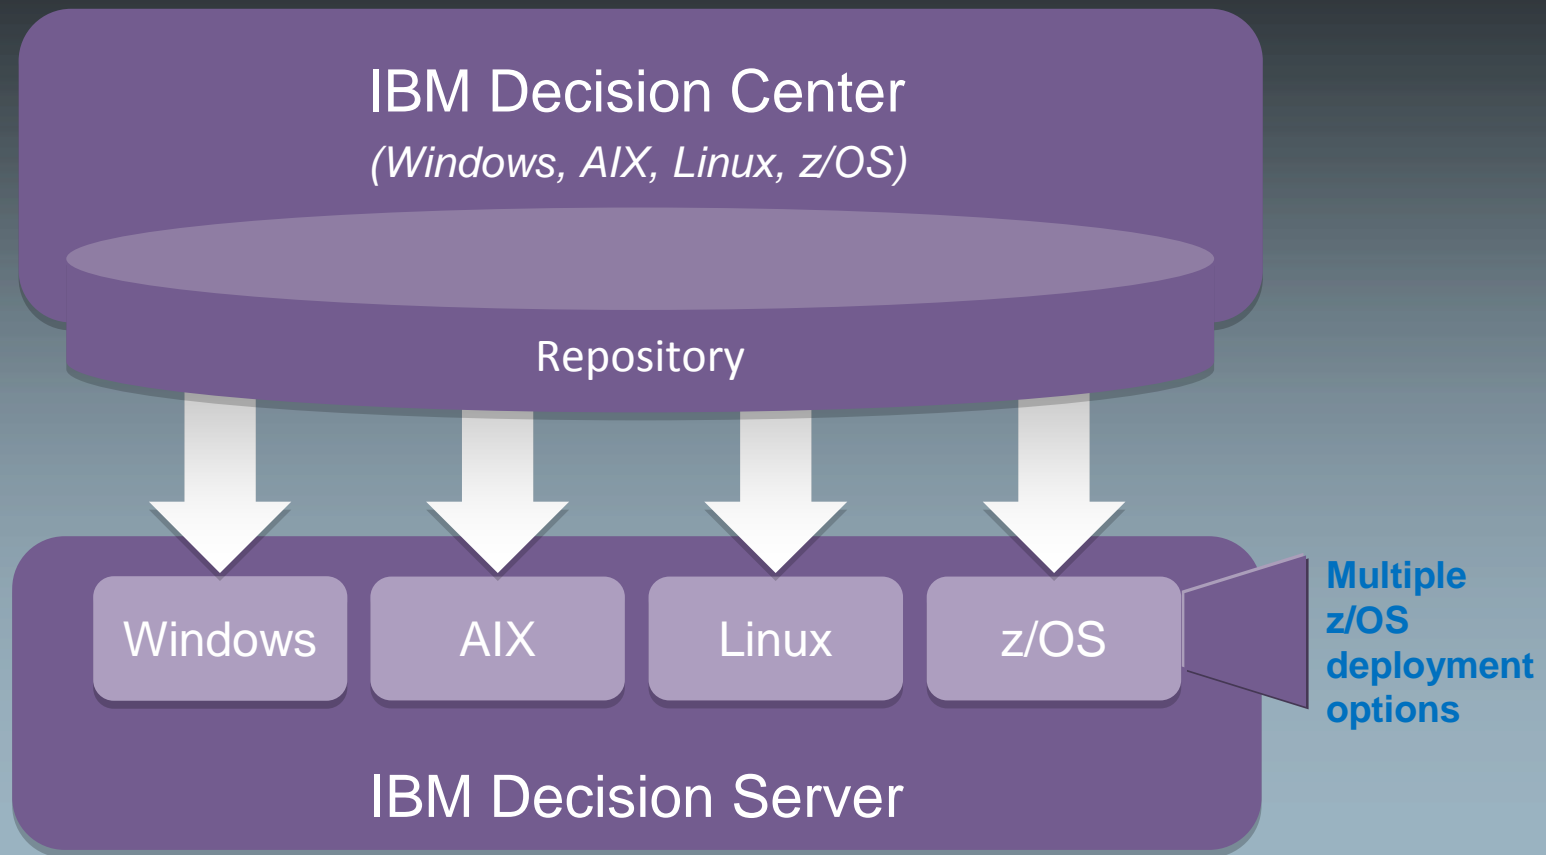 IBM Decision Center
(Windows, AIX, Linux, z/OS)
Repository
Windows
AIX
Linux
z/OS
Multiple
z/OS
deployment
options
IBM Decision Server